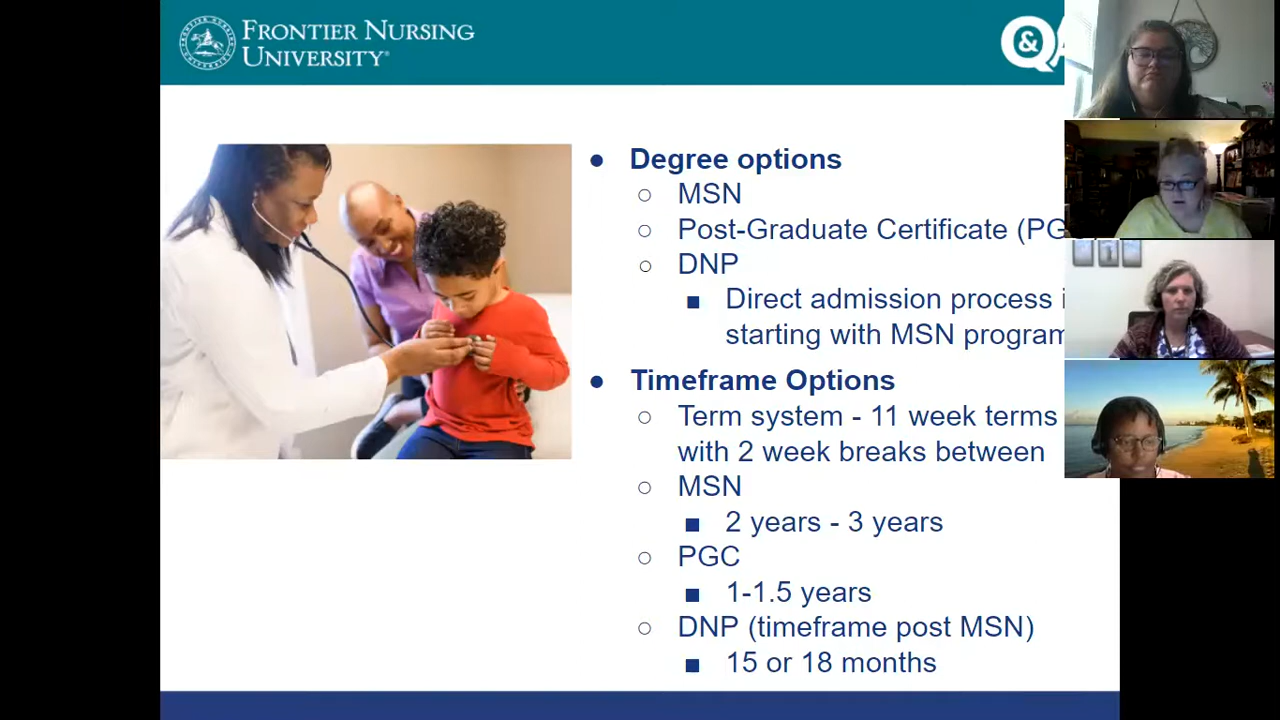 FRONTIER NURSING
UNIVERSITY®
Q&A
Degree options
MSN
Post-Graduate Certificate (PG
DNP
Direct admission process i
starting with MSN program
Timeframe Options
Term system - 11 week terms
with 2 week breaks between
MSN
2 years - 3 years
PGC
1-1.5 years
DNP (timeframe post MSN)
15 or 18 months